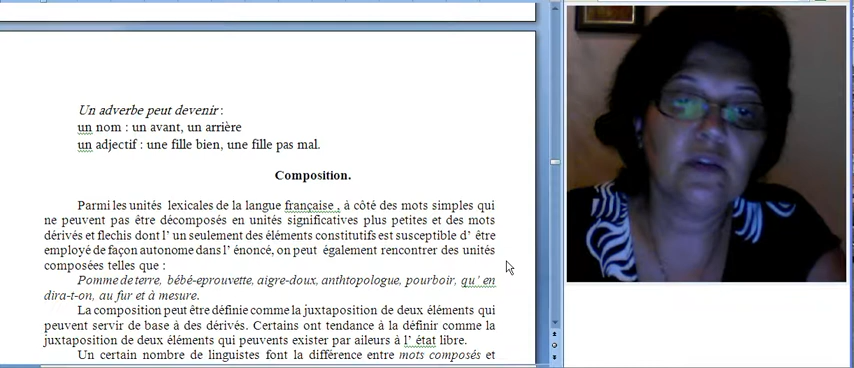 Un adverbe peut devenir :
un nom : un avant, un arrière
un adjectif : une fille bien, une fille pas mal.
Composition.
Parmi les unités lexicales de la langue française , à côté des mots simples qui
ne peuvent pas être décomposés en unités significatives plus petites et des mots
dérivés et flechis dont l' un seulement des éléments constitutifs est susceptible d' être
employé de façon autonome dans l' énoncé, on peut également rencontrer des unités
composées telles que :
Pomme de terre, bébé-eprouvette, aigre-doux, anthtopologue, pourboir, qu' en
dira-t-on, au fur et à mesure.
La composition peut être définie comme la juxtaposition de deux éléments qui
peuvent servir de base à des dérivés. Certains ont tendance à la définir comme la
juxtaposition de deux éléments qui peuvents exister par aileurs à l' état libre.
Un certain nombre de linguistes font la différence entre mots composés et